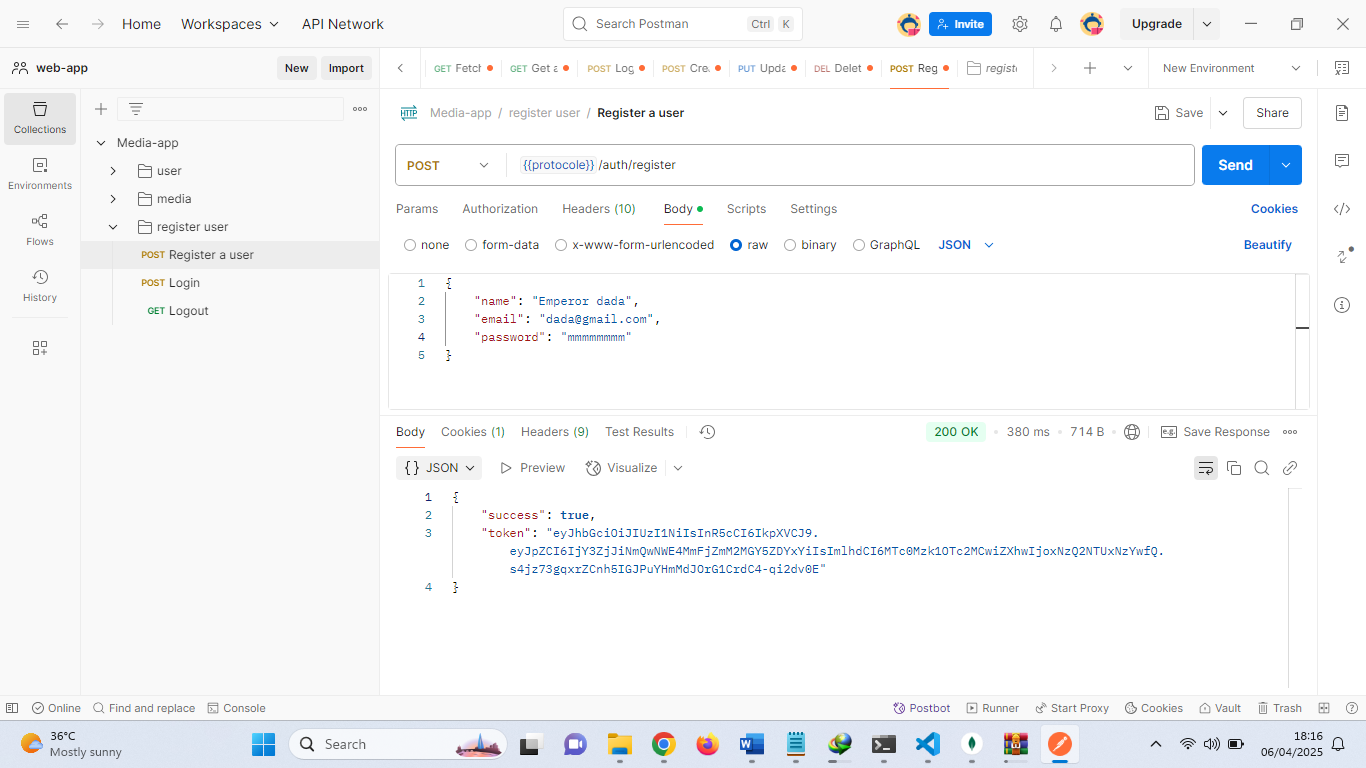 Home Workspaces API Network Search Postman Ctrl K Invite Upgrade
web-app New Import GET Fetch GET Get a POST Log POST Cre PUT Upda DEL Delet POST Reg registe New Environment
Collections
Environments
Flows
History
Media-app
user
media
register user
POST Register a user
POST Login
GET Logout
HTTP Media-app / register user / Register a user Save Share
POST {{protocole}} /auth/register Send
Params Authorization Headers (10) Body Scripts Settings Cookies
none form-data x-www-form-urlencoded raw binary GraphQL JSON Beautify
1 {
2 "name": "Emperor dada",
3 "email": "dada@gmail.com",
4 "password": "mmmmmmmm"
5 }
Body Cookies (1) Headers (9) Test Results 200 OK 380 ms 714 B e.g. Save Response
{} JSON Preview Visualize
1 {
2 "success": true,
3 "token": "eyJhbGciOiJIUzI1NiIsInR5cCI6IkpXVCJ9.
eyJpZCI6IjY3ZjJiNmQwNWE4MmFjZmM2MGY5ZDYxYiIsImlhdCI6MTc0Mzk1OTc2MCwiZXhwIjoxNzQ2NTUxNzYwfQ.
s4jz73gqxrZCnh5IGJPuYHmMdJOrG1CrdC4-qi2dv0E"
4 }
Online Find and replace Console Postbot Runner Start Proxy Cookies Vault Trash
36°C
Mostly sunny
Search
18:16
06/04/2025